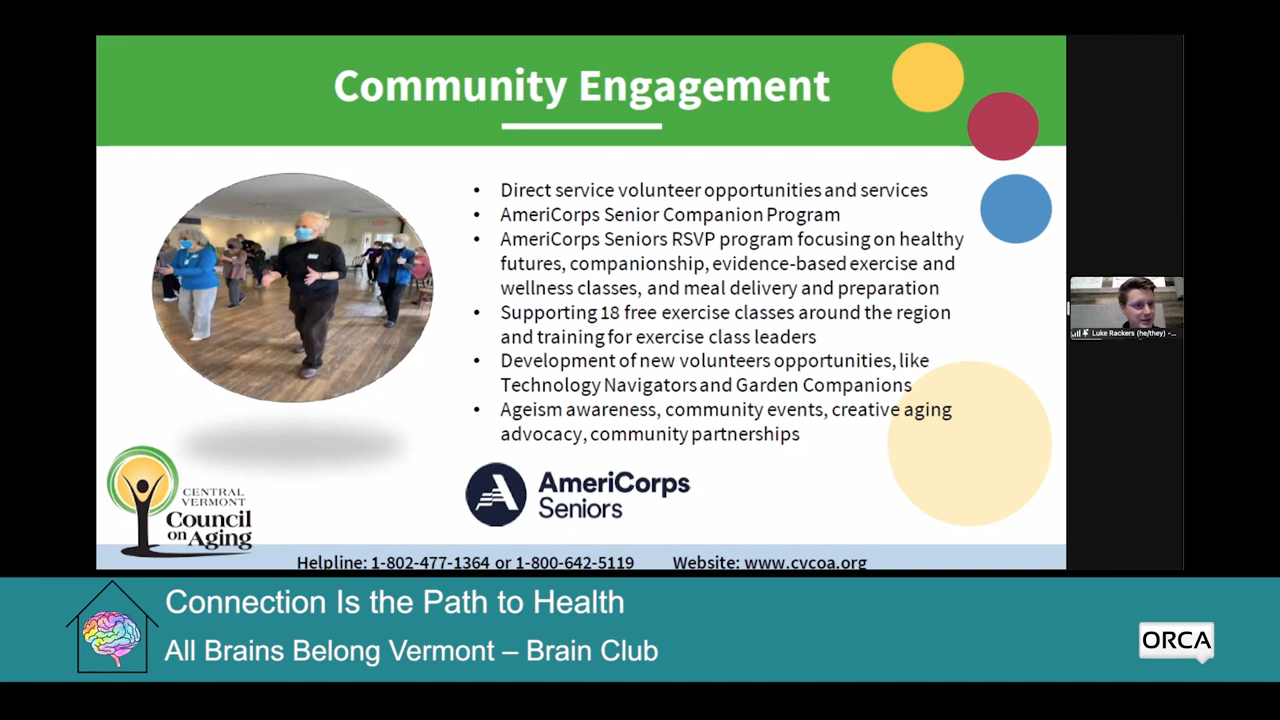 Community Engagement
• Direct service volunteer opportunities and services
• AmeriCorps Senior Companion Program
• AmeriCorps Seniors RSVP program focusing on healthy
futures, companionship, evidence-based exercise and
wellness classes, and meal delivery and preparation
• Supporting 18 free exercise classes around the region
and training for exercise class leaders
• Development of new volunteers opportunities, like
Technology Navigators and Garden Companions
• Ageism awareness, community events, creative aging
advocacy, community partnerships
Luke Rackers (he/they) -...
CENTRAL
VERMONT
Council
on Aging
AmeriCorps
Seniors
Helpline: 1-802-477-1364 or 1-800-642-5119 Website: www.cvcoa.org
Connection Is the Path to Health
All Brains Belong Vermont – Brain Club
ORCA